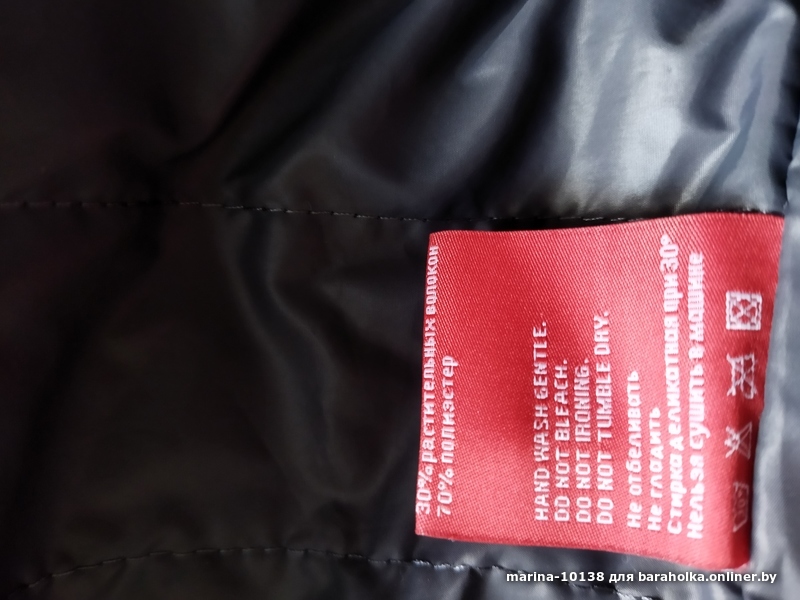 30% растительных волокон
70% полиэстер
HAND WASH GENTEE.
DO NOT BLEACH.
DO NOT IRONING.
DO NOT TUMBLE DRY.
Не отбеливать
Не гладить
Стирка деликатная при 30°
Нельзя сушить в машине
marina-10138 для baraholka.onliner.by